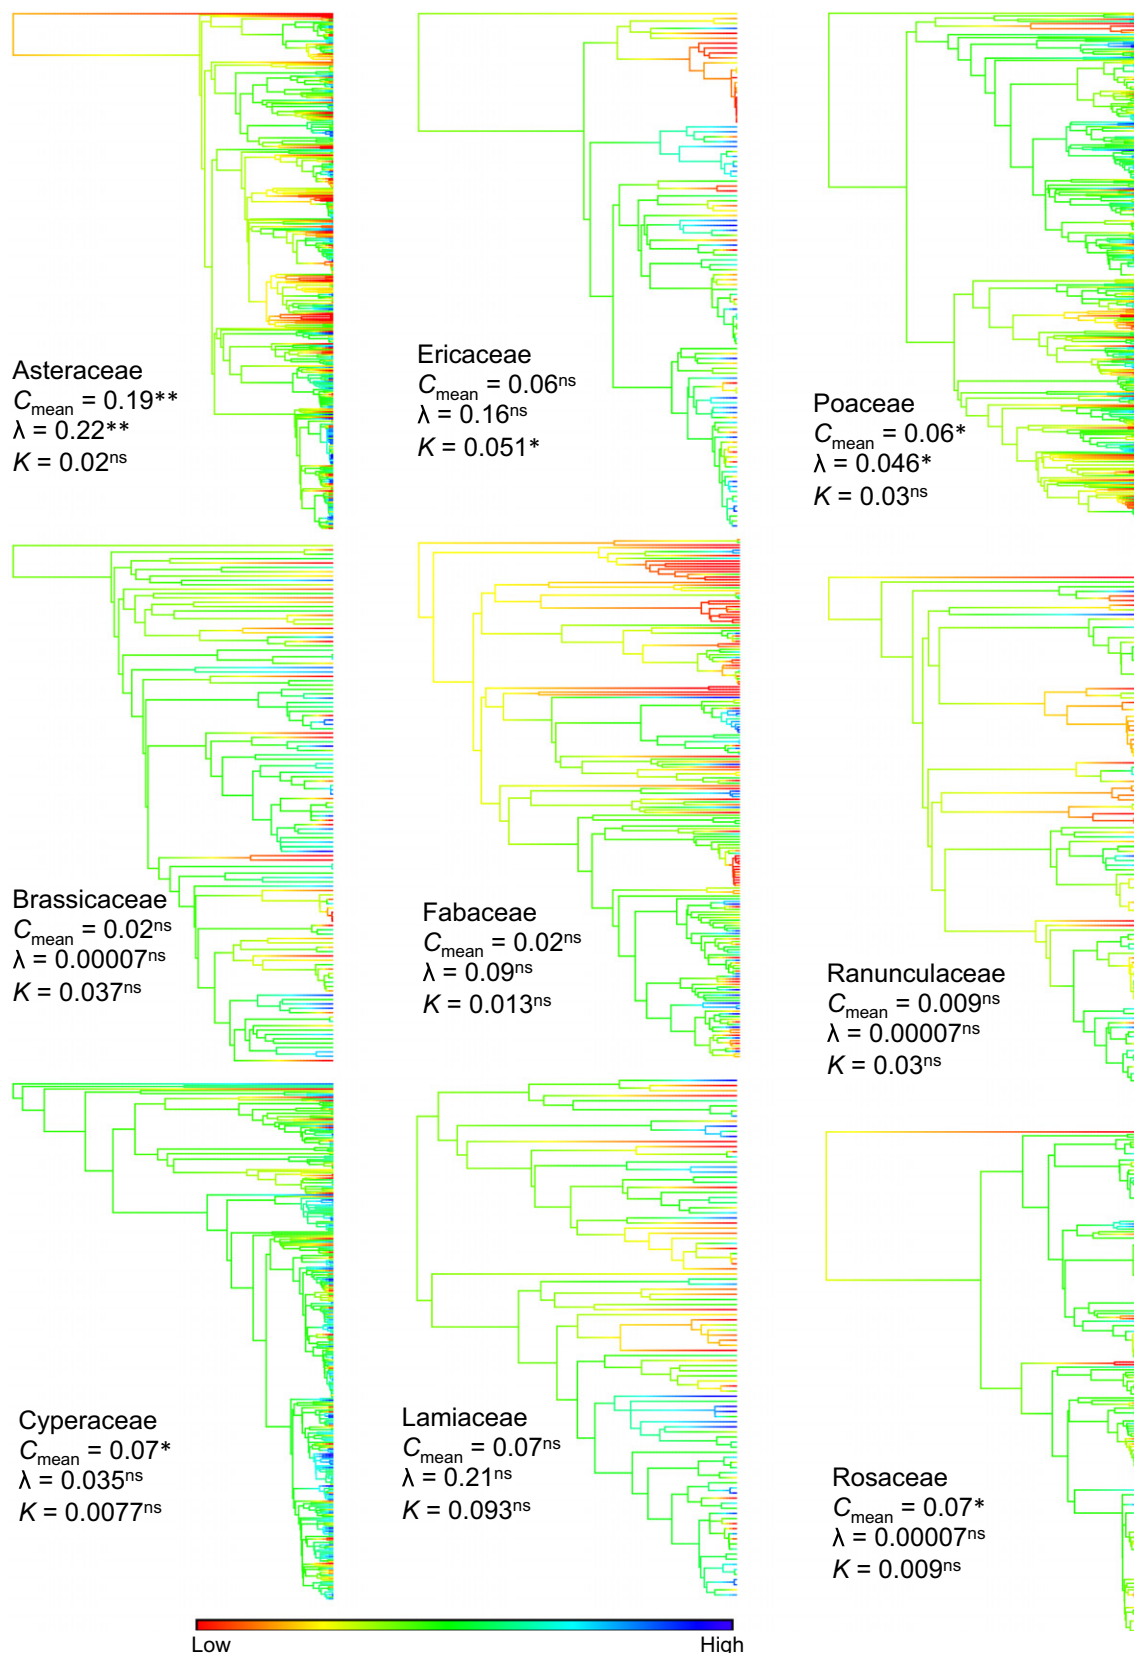 Asteraceae
Cmean = 0.19**
λ = 0.22**
K = 0.02ns
Ericaceae
Cmean = 0.06ns
λ = 0.16ns
K = 0.051*
Poaceae
Cmean = 0.06*
λ = 0.046*
K = 0.03ns
Brassicaceae
Cmean = 0.02ns
λ = 0.00007ns
K = 0.037ns
Fabaceae
Cmean = 0.02ns
λ = 0.09ns
K = 0.013ns
Ranunculaceae
Cmean = 0.009ns
λ = 0.00007ns
K = 0.03ns
Cyperaceae
Cmean = 0.07*
λ = 0.035ns
K = 0.0077ns
Lamiaceae
Cmean = 0.07ns
λ = 0.21ns
K = 0.093ns
Rosaceae
Cmean = 0.07*
λ = 0.00007ns
K = 0.009ns
Low High